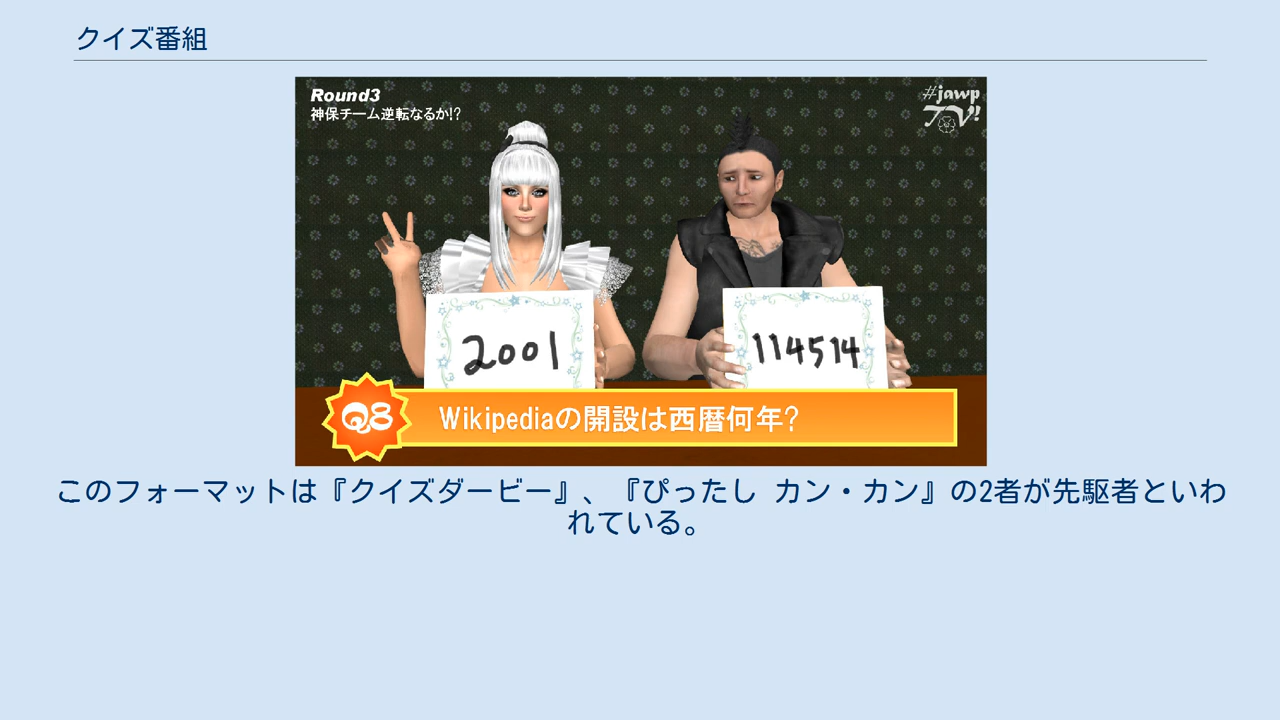 クイズ番組
Round3
神保チーム逆転なるか!?
#jawp
TV!
2001
114514
Q8
Wikipediaの開設は西暦何年?
このフォーマットは『クイズダービー』、『ぴったし カン・カン』の2者が先駆者といわ
れている。